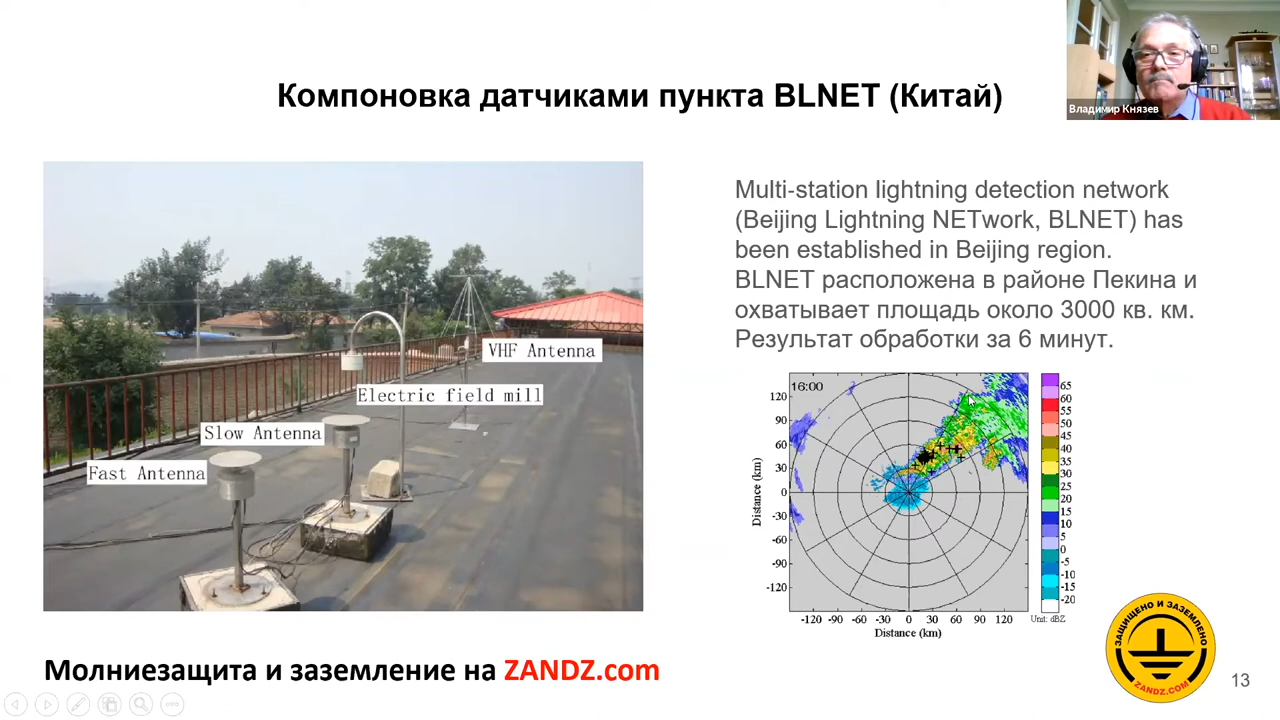 Владимир Князев
Компоновка датчиками пункта BLNET (Китай)
VHF Antenna
Electric field mill
Slow Antenna
Fast Antenna
Multi-station lightning detection network
(Beijing Lightning NETwork, BLNET) has
been established in Beijing region.
BLNET расположена в районе Пекина и
охватывает площадь около 3000 кв. км.
Результат обработки за 6 минут.
16:00
120
90
60
30
0
-30
-60
-90
-120
Distance (km)
-120 -90 -60 -30 0 30 60 90 120
Distance (km)
65
60
55
50
45
40
35
30
25
20
15
10
5
0
-5
-10
-15
-20
Unit: dBZ
ЗАЩИЩЕНО И ЗАЗЕМЛЕНО
ZANDZ.COM
Молниезащита и заземление на ZANDZ.com
13